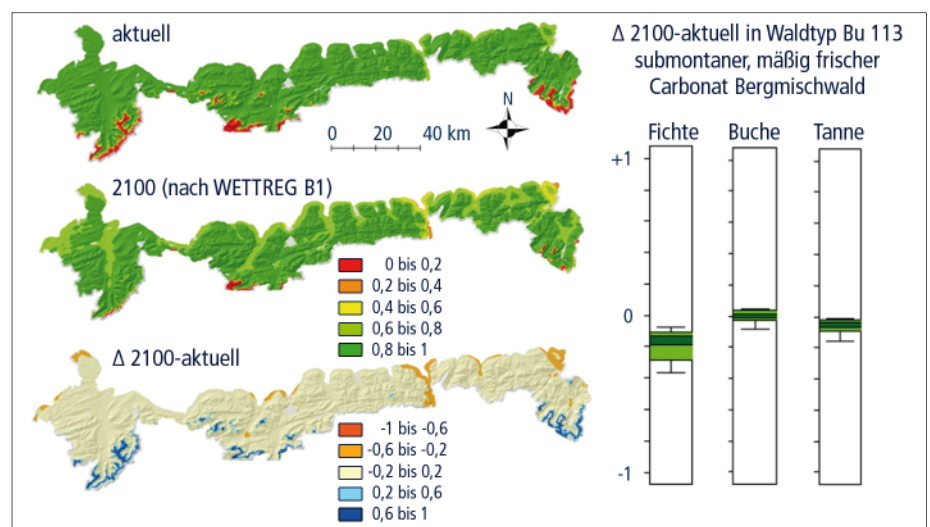 aktuell
N
0 20 40 km
2100 (nach WETTREG B1)
0 bis 0,2
0,2 bis 0,4
0,4 bis 0,6
0,6 bis 0,8
0,8 bis 1
Δ 2100-aktuell
-1 bis -0,6
-0,6 bis -0,2
-0,2 bis 0,2
0,2 bis 0,6
0,6 bis 1
Δ 2100-aktuell in Waldtyp Bu 113
submontaner, mäßig frischer
Carbonat Bergmischwald
Fichte Buche Tanne
+1
0
-1